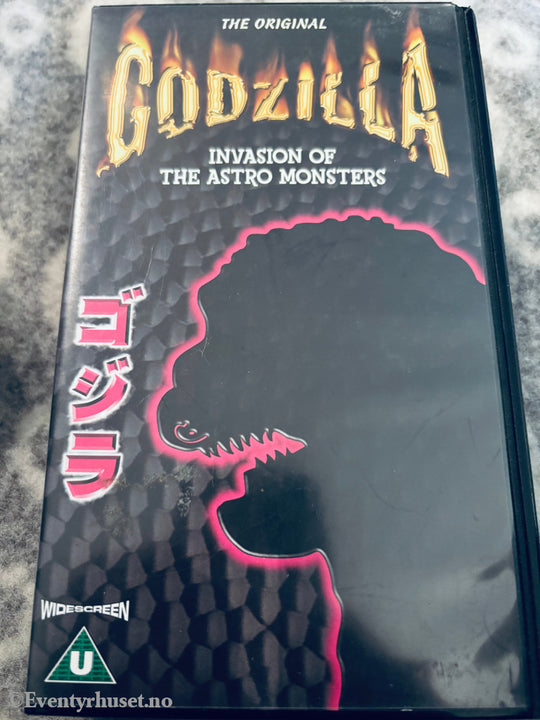 THE ORIGINAL
GODZILLA
INVASION OF
THE ASTRO MONSTERS
ゴジラ
WIDESCREEN
U
©Eventyrhuset.no